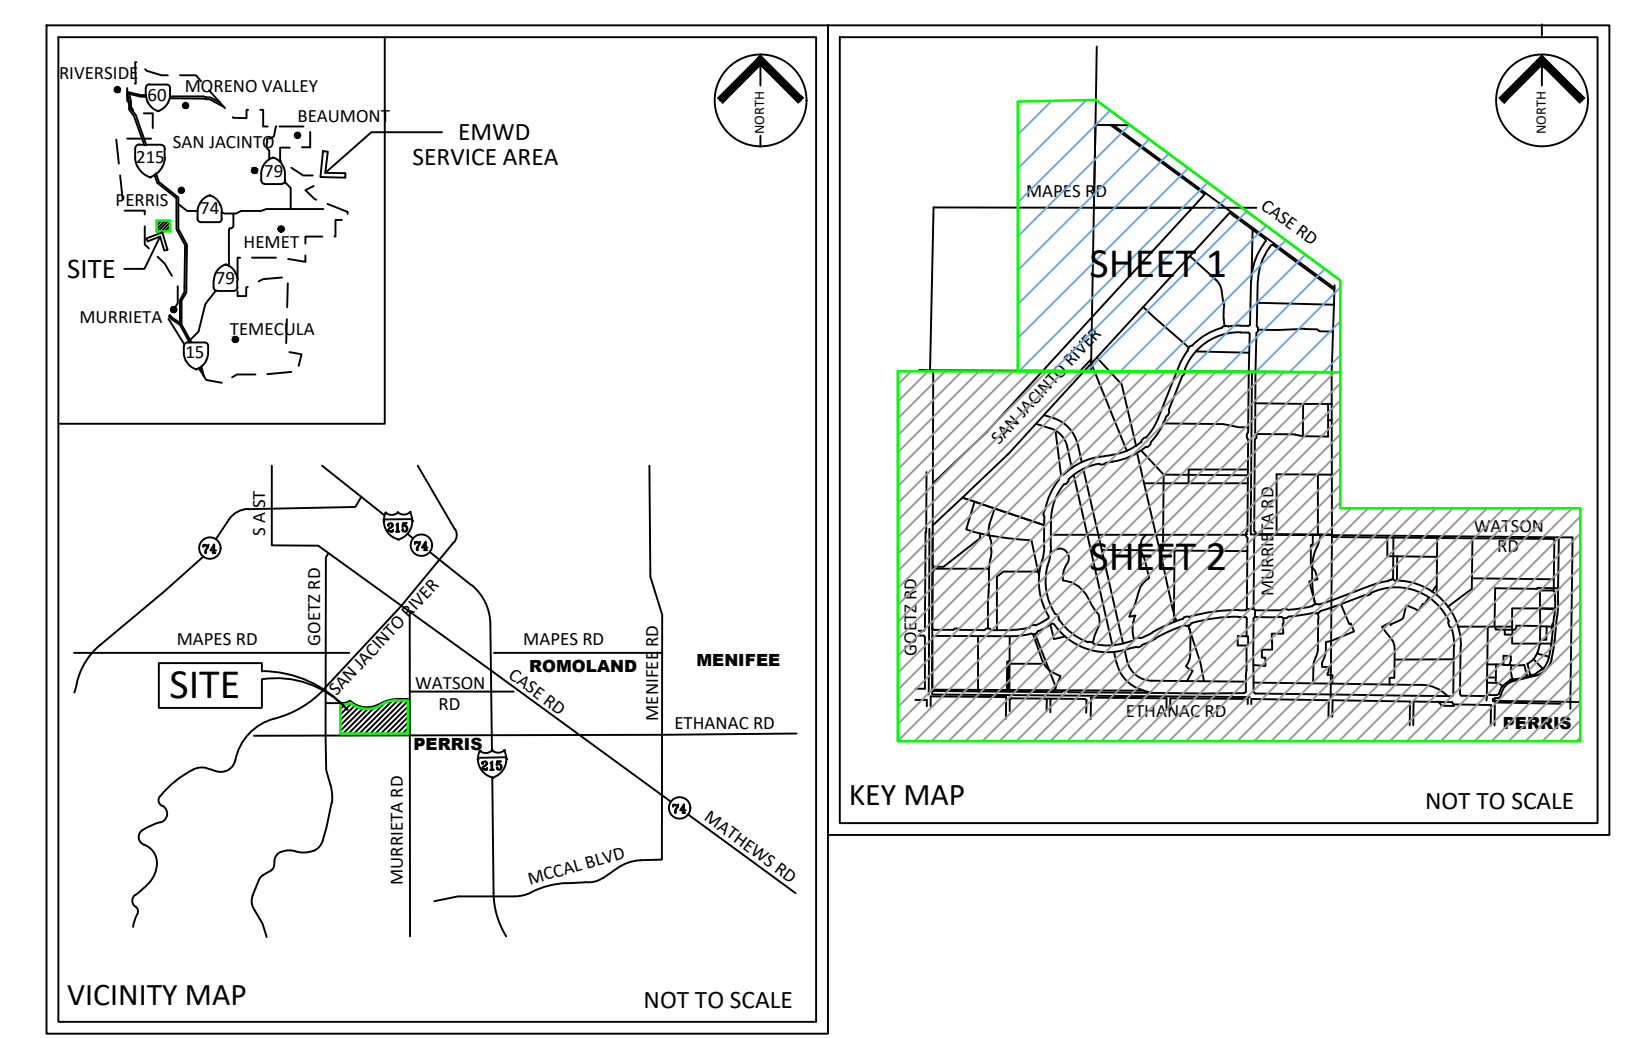 RIVERSIDE
60
MORENO VALLEY
BEAUMONT
SAN JACINTO
EMWD
SERVICE AREA
215
79
PERRIS
74
HEMET
SITE
79
MURRIETA
TEMECULA
15
NORTH
S A ST
215
74
74
GOETZ RD
SAN JACINTO RIVER
MAPES RD
MAPES RD
ROMOLAND
MENIFEE RD
MENIFEE
SITE
WATSON
RD
CASE RD
ETHANAC RD
PERRIS
215
MURRIETA RD
74
MATHEWS RD
MCCAL BLVD
VICINITY MAP
NOT TO SCALE
NORTH
MAPES RD
CASE RD
SHEET 1
SAN JACINTO RIVER
MURRIETA RD
WATSON
RD
SHEET 2
GOETZ RD
ETHANAC RD
PERRIS
KEY MAP
NOT TO SCALE